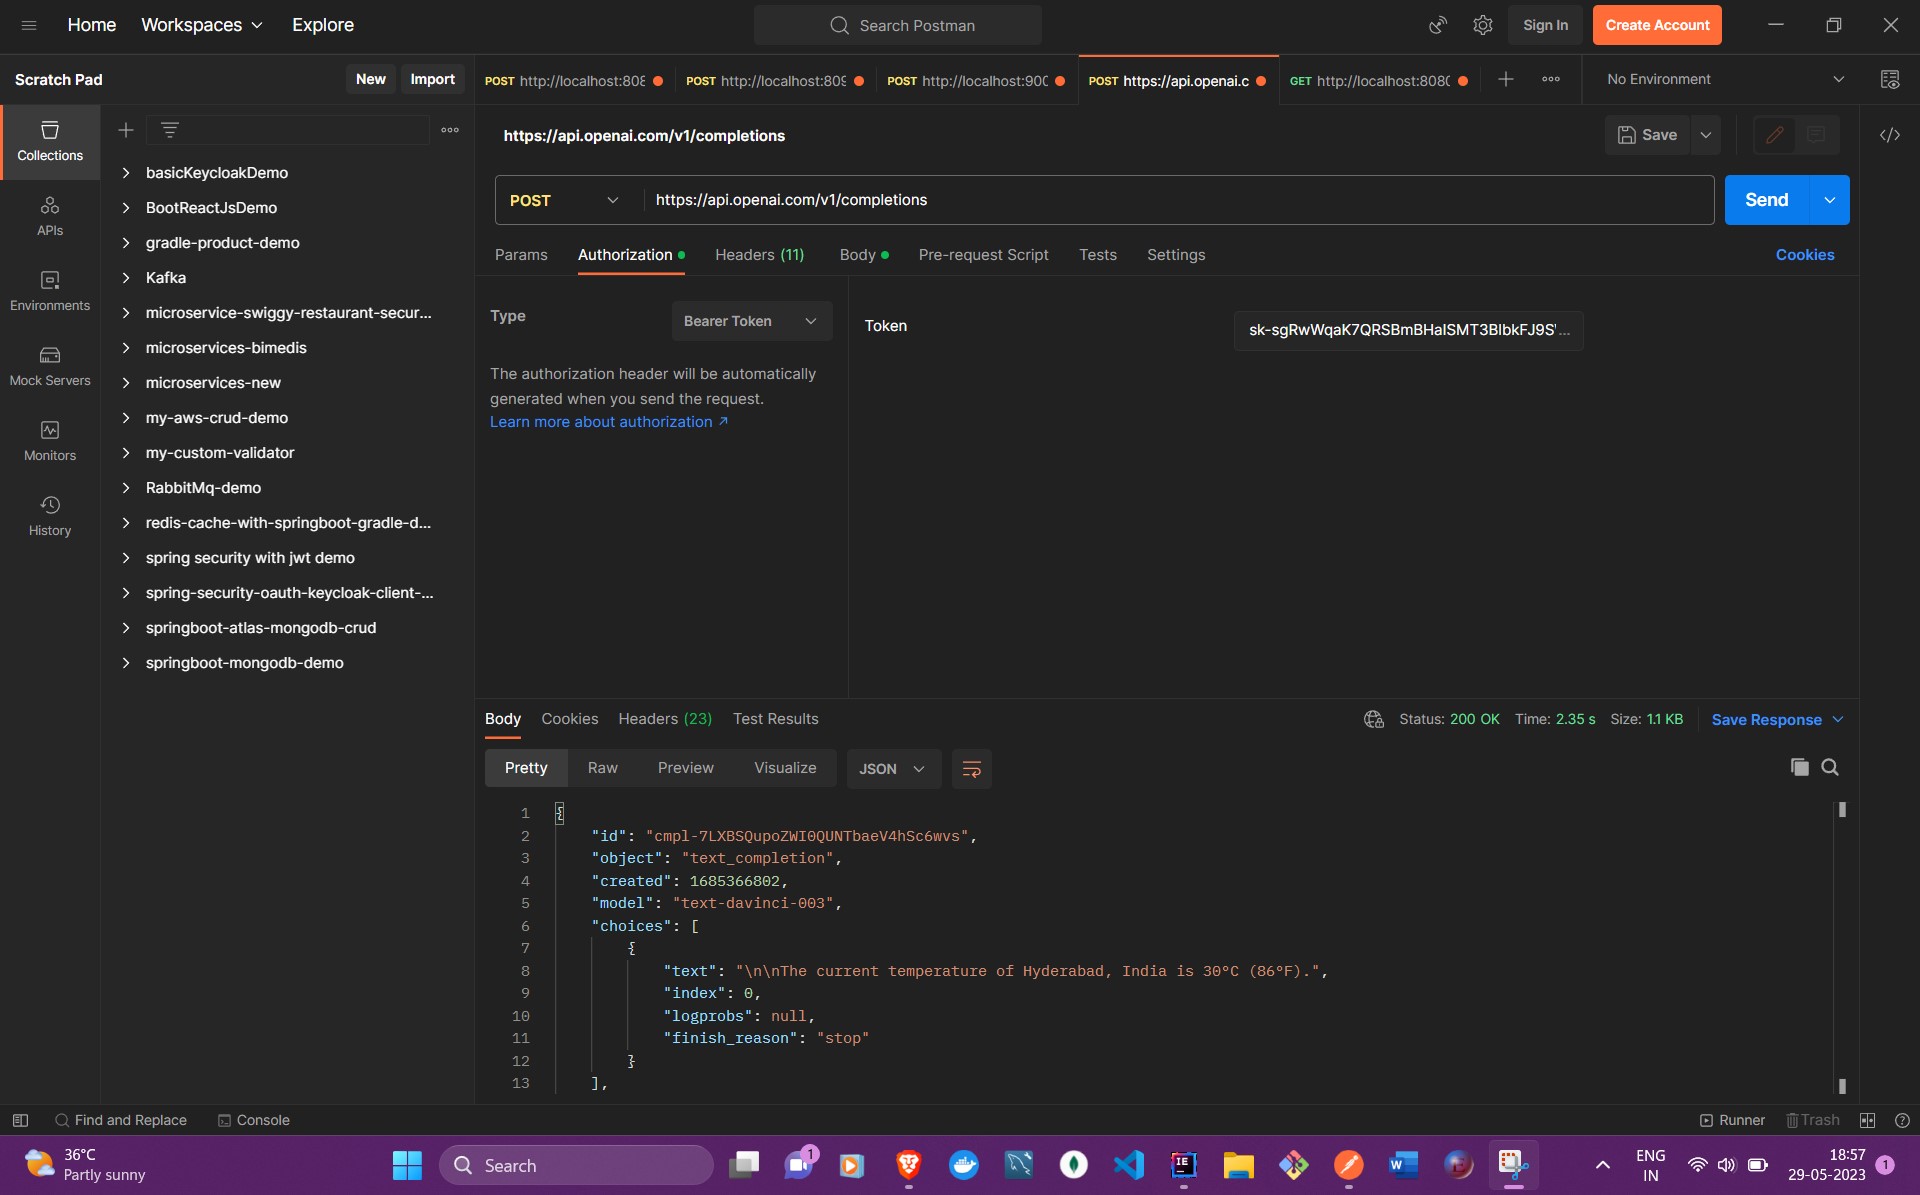 Home Workspaces Explore Search Postman Sign In Create Account
Scratch Pad New Import
POST http://localhost:808 POST http://localhost:809 POST http://localhost:900 POST https://api.openai.c GET http://localhost:8080 No Environment
Collections
APIs
Environments
Mock Servers
Monitors
History
basicKeycloakDemo
BootReactJsDemo
gradle-product-demo
Kafka
microservice-swiggy-restaurant-secur...
microservices-bimedis
microservices-new
my-aws-crud-demo
my-custom-validator
RabbitMq-demo
redis-cache-with-springboot-gradle-d...
spring security with jwt demo
spring-security-oauth-keycloak-client-...
springboot-atlas-mongodb-crud
springboot-mongodb-demo
https://api.openai.com/v1/completions Save
POST https://api.openai.com/v1/completions Send
Params Authorization Headers (11) Body Pre-request Script Tests Settings Cookies
Type Bearer Token
The authorization header will be automatically
generated when you send the request.
Learn more about authorization ↗
Token
Body Cookies Headers (23) Test Results Status: 200 OK Time: 2.35 s Size: 1.1 KB Save Response
Pretty Raw Preview Visualize JSON
1 {
2 "id": "cmpl-7LXBSQupoZWI0QUNTbaeV4hSc6wvs",
3 "object": "text_completion",
4 "created": 1685366802,
5 "model": "text-davinci-003",
6 "choices": [
7 {
8 "text": "\n\nThe current temperature of Hyderabad, India is 30°C (86°F).",
9 "index": 0,
10 "logprobs": null,
11 "finish_reason": "stop"
12 }
13 ],
Find and Replace Console Runner Trash
36°C
Partly sunny
Search
1
IE
ENG
IN
18:57
29-05-2023
1